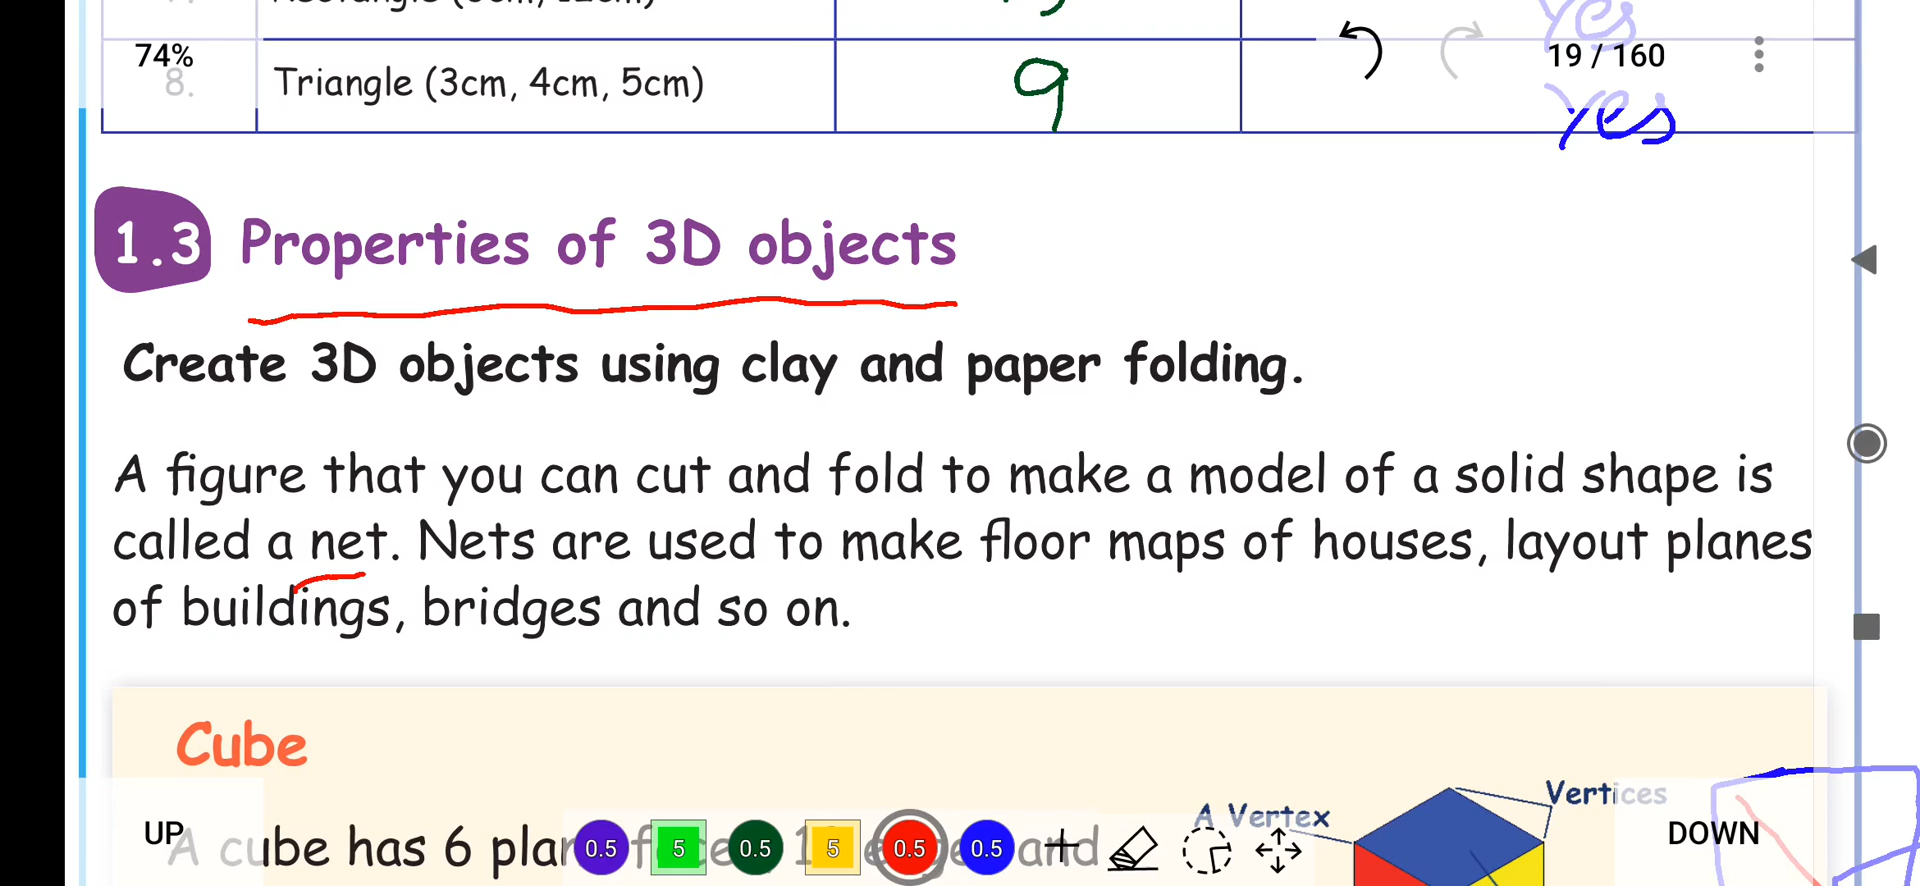 74%
19 / 160
Yes
8. Triangle (3cm, 4cm, 5cm) 9 Yes
1.3 Properties of 3D objects
Create 3D objects using clay and paper folding.
A figure that you can cut and fold to make a model of a solid shape is
called a net. Nets are used to make floor maps of houses, layout planes
of buildings, bridges and so on.
Cube
A Vertex
Vertices
UP
A cube has 6 and
0.5 5 0.5 5 0.5 0.5
DOWN